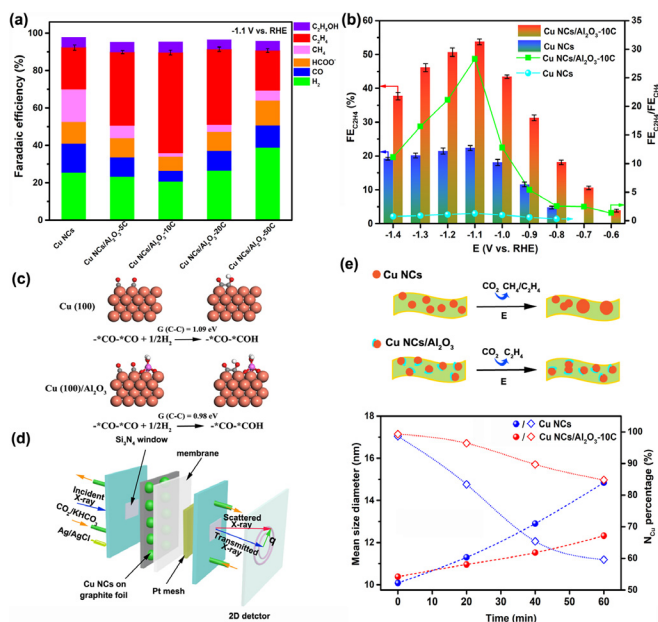 (a)
-1.1 V vs. RHE
Faradaic efficiency (%)
100
80
60
40
20
0
C₂H₅OH
C₂H₄
CH₄
HCOO⁻
CO
H₂
Cu NCs
Cu NCs/Al₂O₃-5C
Cu NCs/Al₂O₃-10C
Cu NCs/Al₂O₃-20C
Cu NCs/Al₂O₃-50C
(b)
Cu NCs/Al₂O₃-10C
Cu NCs
Cu NCs/Al₂O₃-10C
Cu NCs
FE_C2H4 (%)
60
50
40
30
20
10
0
FE_C2H4/FE_CH4
35
30
25
20
15
10
5
0
-1.4 -1.3 -1.2 -1.1 -1.0 -0.9 -0.8 -0.7 -0.6
E (V vs. RHE)
(c)
Cu (100)
G (C-C) = 1.09 eV
-*CO-*CO + 1/2H₂ -*CO-*COH
Cu (100)/Al₂O₃
G (C-C) = 0.98 eV
-*CO-*CO + 1/2H₂ -*CO-*COH
(d)
Si₃N₄ window
membrane
Incident
X-ray
CO₂/KHCO₃
Ag/AgCl
Scattered
X-ray
Transmitted
X-ray
q
Cu NCs on
graphite foil
Pt mesh
2D detctor
(e)
Cu NCs
CO₂ CH₄/C₂H₄
E
Cu NCs/Al₂O₃
CO₂ C₂H₄
E
/ Cu NCs
/ Cu NCs/Al₂O₃-10C
Mean size diameter (nm)
18
16
14
12
10
N_Cu percentage (%)
100
90
80
70
60
50
0 20 40 60
Time (min)